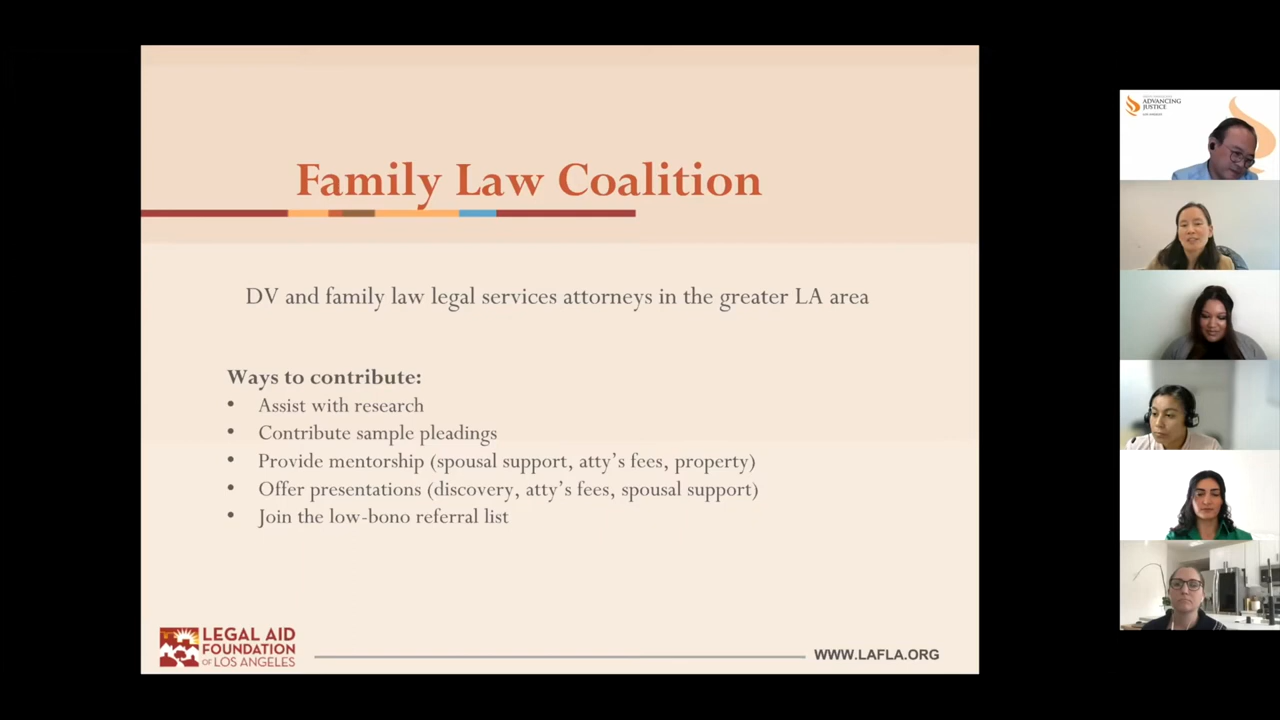 Family Law Coalition
DV and family law legal services attorneys in the greater LA area
Ways to contribute:
• Assist with research
• Contribute sample pleadings
• Provide mentorship (spousal support, atty's fees, property)
• Offer presentations (discovery, atty's fees, spousal support)
• Join the low-bono referral list
LEGAL AID
FOUNDATION
OF LOS ANGELES
WWW.LAFLA.ORG
ADVANCING
JUSTICE